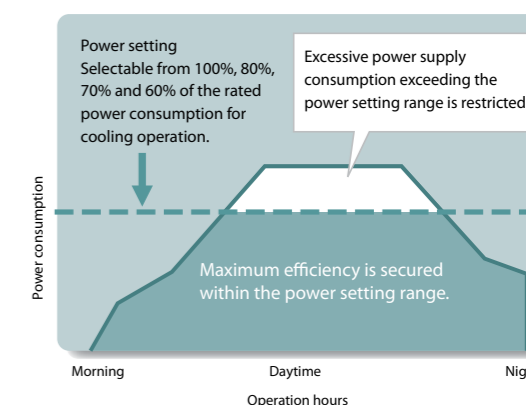 Power setting
Selectable from 100%, 80%,
70% and 60% of the rated
power consumption for
cooling operation.
Excessive power supply
consumption exceeding the
power setting range is restricted
Power consumption
Maximum efficiency is secured
within the power setting range.
Morning
Daytime
Nig
Operation hours